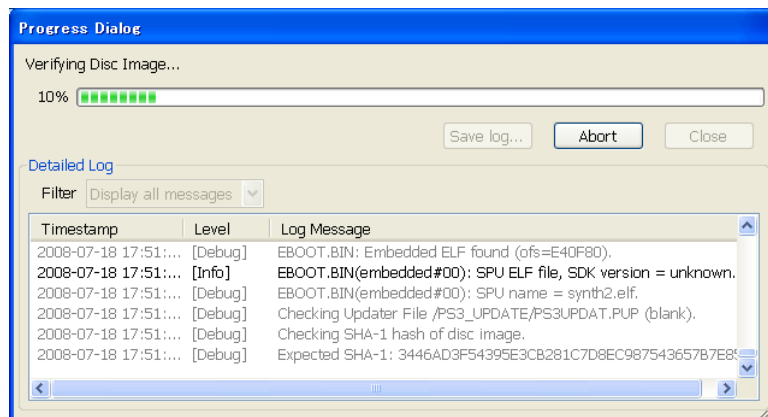 Progress Dialog
Verifying Disc Image...
10%
Save log... Abort Close
Detailed Log
Filter Display all messages
Timestamp Level Log Message
2008-07-18 17:51:... [Debug] EBOOT.BIN: Embedded ELF found (ofs=E40F80).
2008-07-18 17:51:... [Info] EBOOT.BIN(embedded#00): SPU ELF file, SDK version = unknown.
2008-07-18 17:51:... [Debug] EBOOT.BIN(embedded#00): SPU name = synth2.elf.
2008-07-18 17:51:... [Debug] Checking Updater File /PS3_UPDATE/PS3UPDAT.PUP (blank).
2008-07-18 17:51:... [Debug] Checking SHA-1 hash of disc image.
2008-07-18 17:51:... [Debug] Expected SHA-1: 3446AD3F54395E3CB281C7D8EC987543657B7E85